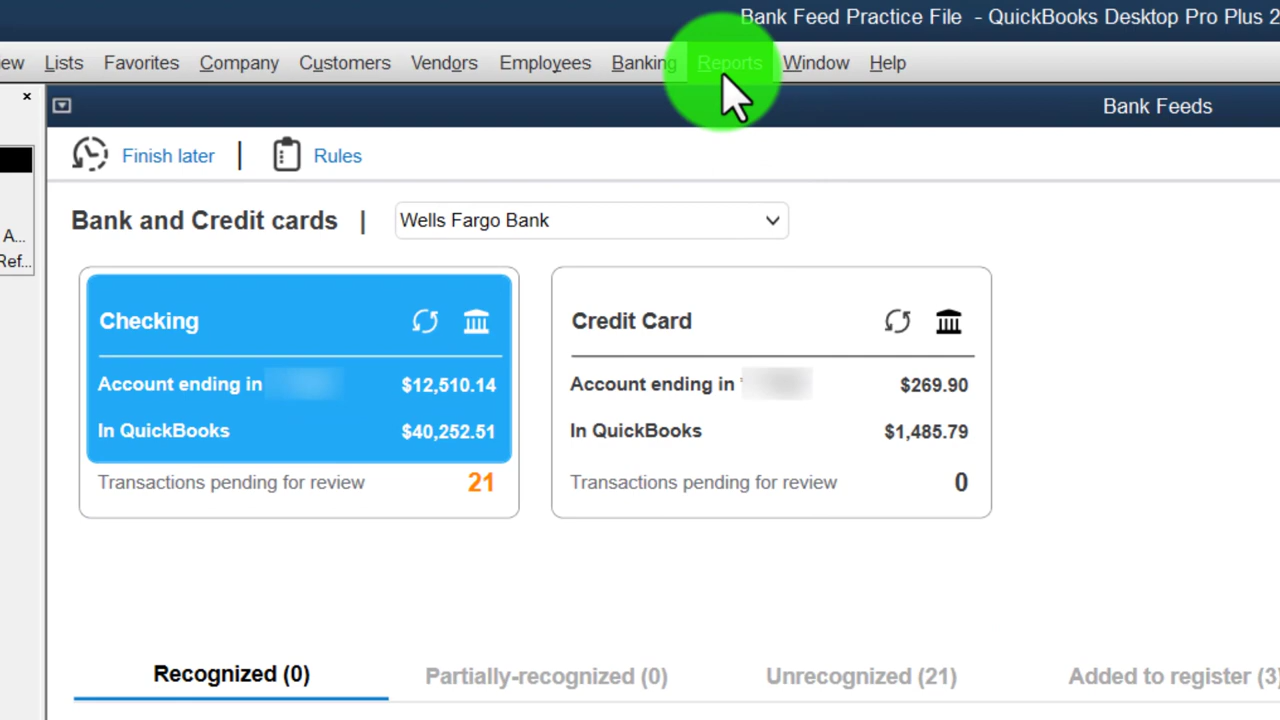 Bank Feed Practice File - QuickBooks Desktop Pro Plus 2
ew Lists Favorites Company Customers Vendors Employees Banking Reports Window Help
Bank Feeds
Finish later | Rules
Bank and Credit cards | Wells Fargo Bank
Checking
Account ending in $12,510.14
In QuickBooks $40,252.51
Transactions pending for review 21
Credit Card
Account ending in $269.90
In QuickBooks $1,485.79
Transactions pending for review 0
A...
Ref...
Recognized (0) Partially-recognized (0) Unrecognized (21) Added to register (3)